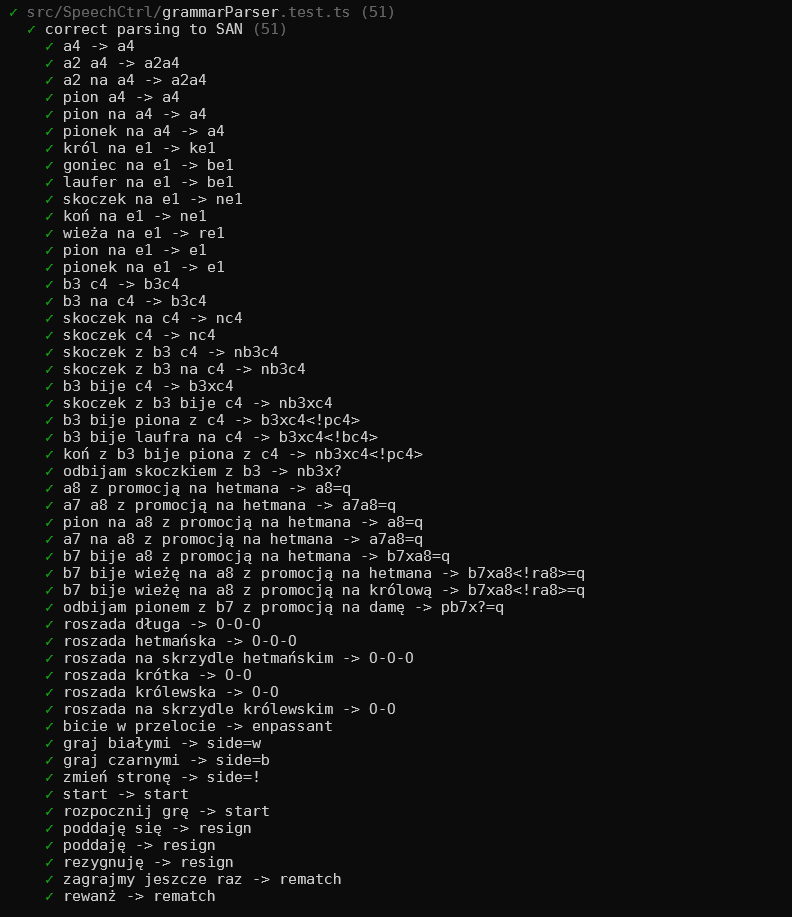 ✓ src/SpeechCtrl/grammarParser.test.ts (51)
✓ correct parsing to SAN (51)
✓ a4 -> a4
✓ a2 a4 -> a2a4
✓ a2 na a4 -> a2a4
✓ pion a4 -> a4
✓ pion na a4 -> a4
✓ pionek na a4 -> a4
✓ król na e1 -> ke1
✓ goniec na e1 -> be1
✓ laufer na e1 -> be1
✓ skoczek na e1 -> ne1
✓ koń na e1 -> ne1
✓ wieża na e1 -> re1
✓ pion na e1 -> e1
✓ pionek na e1 -> e1
✓ b3 c4 -> b3c4
✓ b3 na c4 -> b3c4
✓ skoczek na c4 -> nc4
✓ skoczek c4 -> nc4
✓ skoczek z b3 c4 -> nb3c4
✓ skoczek z b3 na c4 -> nb3c4
✓ b3 bije c4 -> b3xc4
✓ skoczek z b3 bije c4 -> nb3xc4
✓ b3 bije piona z c4 -> b3xc4<!pc4>
✓ b3 bije laufra na c4 -> b3xc4<!bc4>
✓ koń z b3 bije piona z c4 -> nb3xc4<!pc4>
✓ odbijam skoczkiem z b3 -> nb3x?
✓ a8 z promocją na hetmana -> a8=q
✓ a7 a8 z promocją na hetmana -> a7a8=q
✓ pion na a8 z promocją na hetmana -> a8=q
✓ a7 na a8 z promocją na hetmana -> a7a8=q
✓ b7 bije a8 z promocją na hetmana -> b7xa8=q
✓ b7 bije wieżę na a8 z promocją na hetmana -> b7xa8<!ra8>=q
✓ b7 bije wieżę na a8 z promocją na królową -> b7xa8<!ra8>=q
✓ odbijam pionem z b7 z promocją na damę -> pb7x?=q
✓ roszada długa -> O-O-O
✓ roszada hetmańska -> O-O-O
✓ roszada na skrzydle hetmańskim -> O-O-O
✓ roszada krótka -> O-O
✓ roszada królewska -> O-O
✓ roszada na skrzydle królewskim -> O-O
✓ bicie w przelocie -> enpassant
✓ graj białymi -> side=w
✓ graj czarnymi -> side=b
✓ zmień stronę -> side=!
✓ start -> start
✓ rozpocznij grę -> start
✓ poddaję się -> resign
✓ poddaję -> resign
✓ rezygnuję -> resign
✓ zagrajmy jeszcze raz -> rematch
✓ rewanż -> rematch